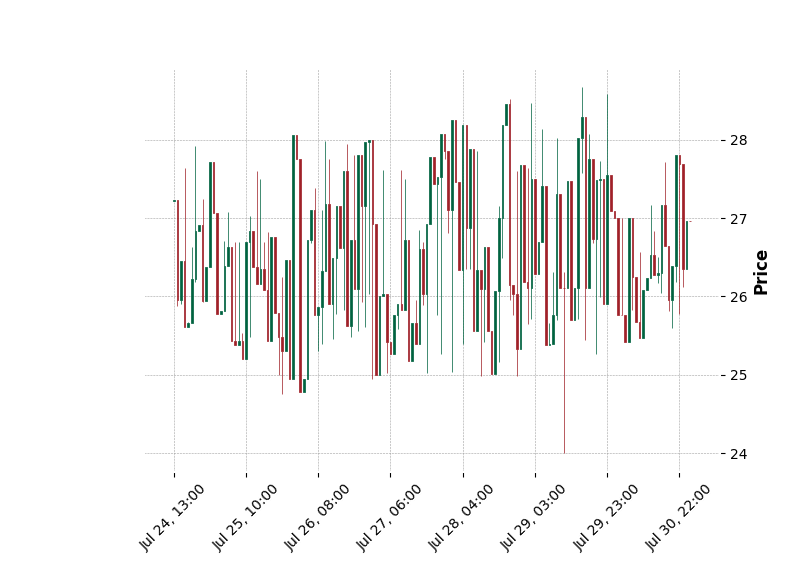 28
27
26
25
24
Price
Jul 24, 13:00
Jul 25, 10:00
Jul 26, 08:00
Jul 27, 06:00
Jul 28, 04:00
Jul 29, 03:00
Jul 29, 23:00
Jul 30, 22:00